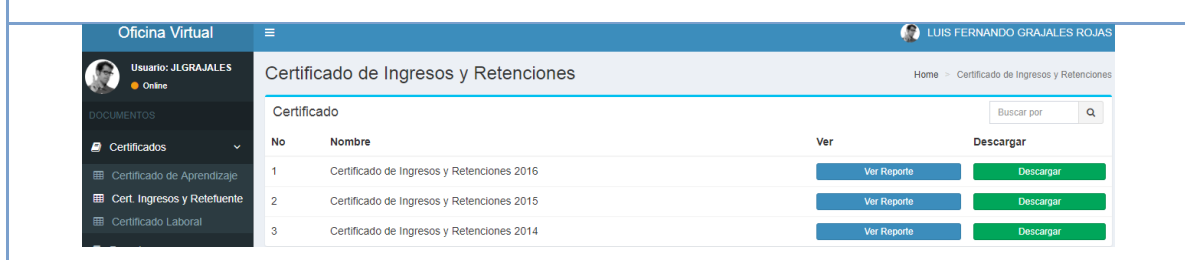 Oficina Virtual
LUIS FERNANDO GRAJALES ROJAS
Usuario: JLGRAJALES
Online
Certificado de Ingresos y Retenciones
Home > Certificado de Ingresos y Retenciones
DOCUMENTOS
Certificado
Buscar por
Certificados
No Nombre Ver Descargar
Certificado de Aprendizaje
1 Certificado de Ingresos y Retenciones 2016 Ver Reporte Descargar
Cert. Ingresos y Retefuente
2 Certificado de Ingresos y Retenciones 2015 Ver Reporte Descargar
Certificado Laboral
3 Certificado de Ingresos y Retenciones 2014 Ver Reporte Descargar